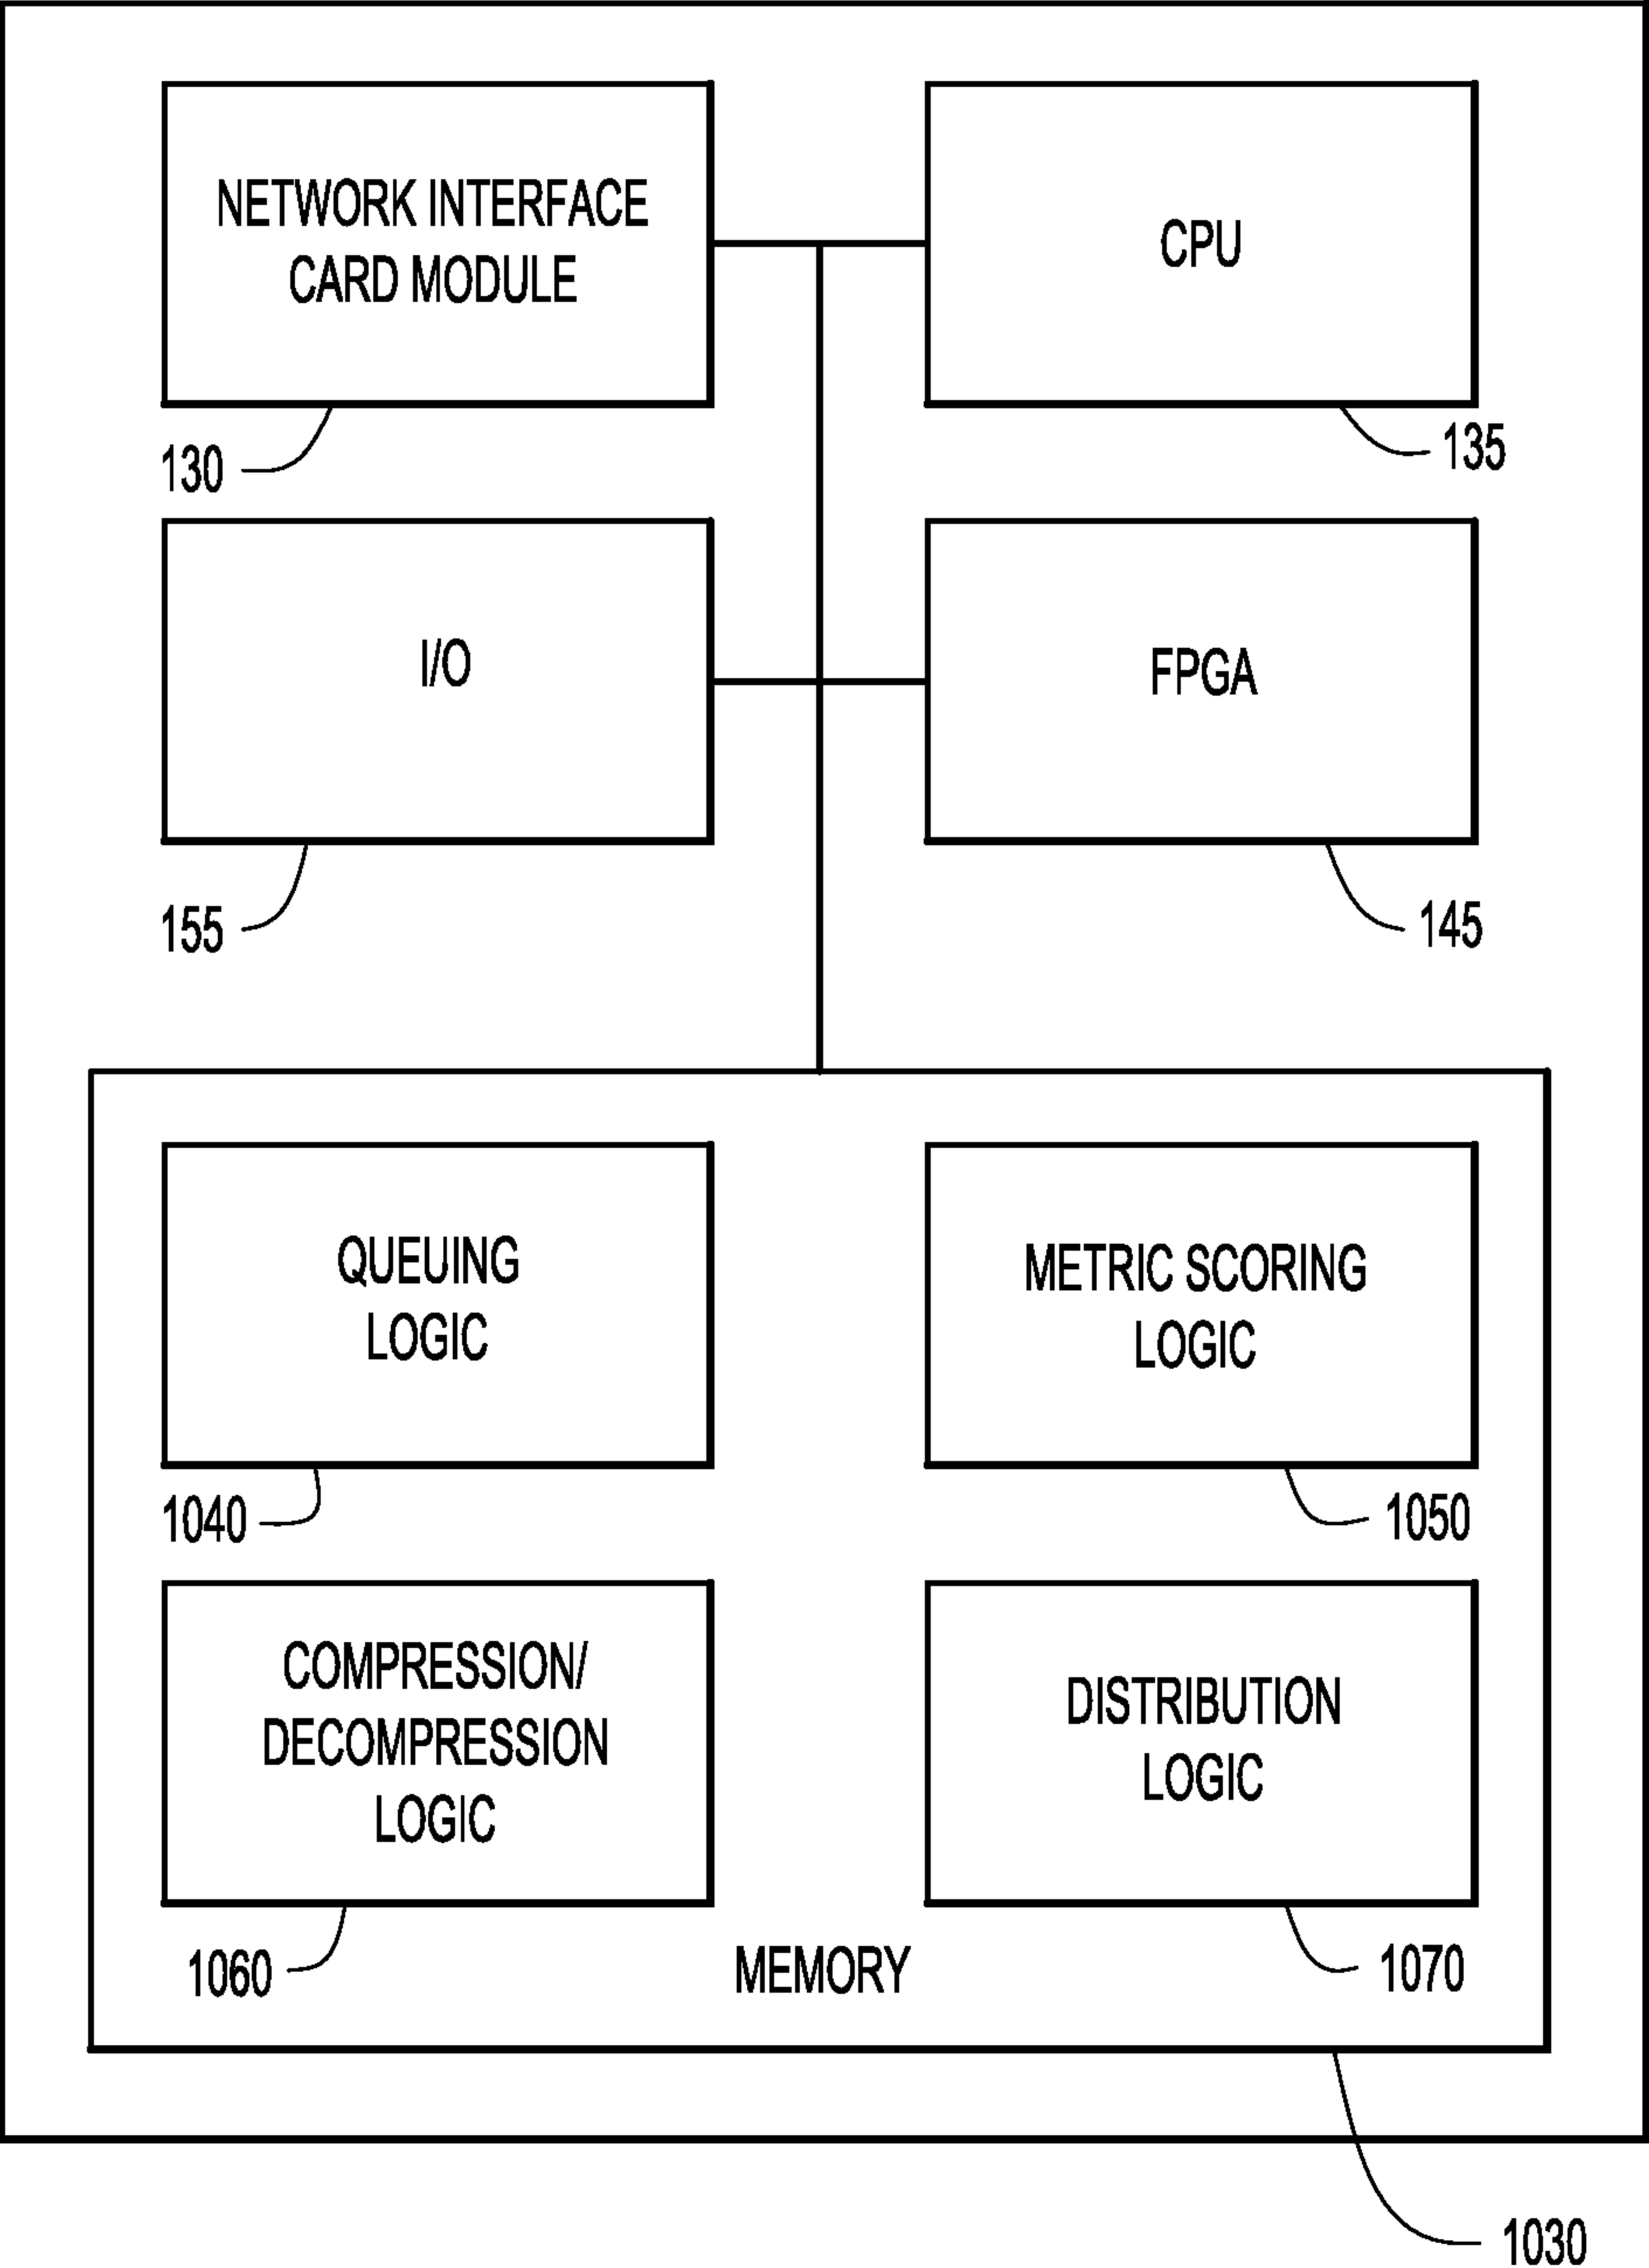 NETWORK INTERFACE
CARD MODULE
CPU
130
135
I/O
FPGA
155
145
QUEUING
LOGIC
METRIC SCORING
LOGIC
1040
1050
COMPRESSION/
DECOMPRESSION
LOGIC
DISTRIBUTION
LOGIC
1060
MEMORY
1070
1030